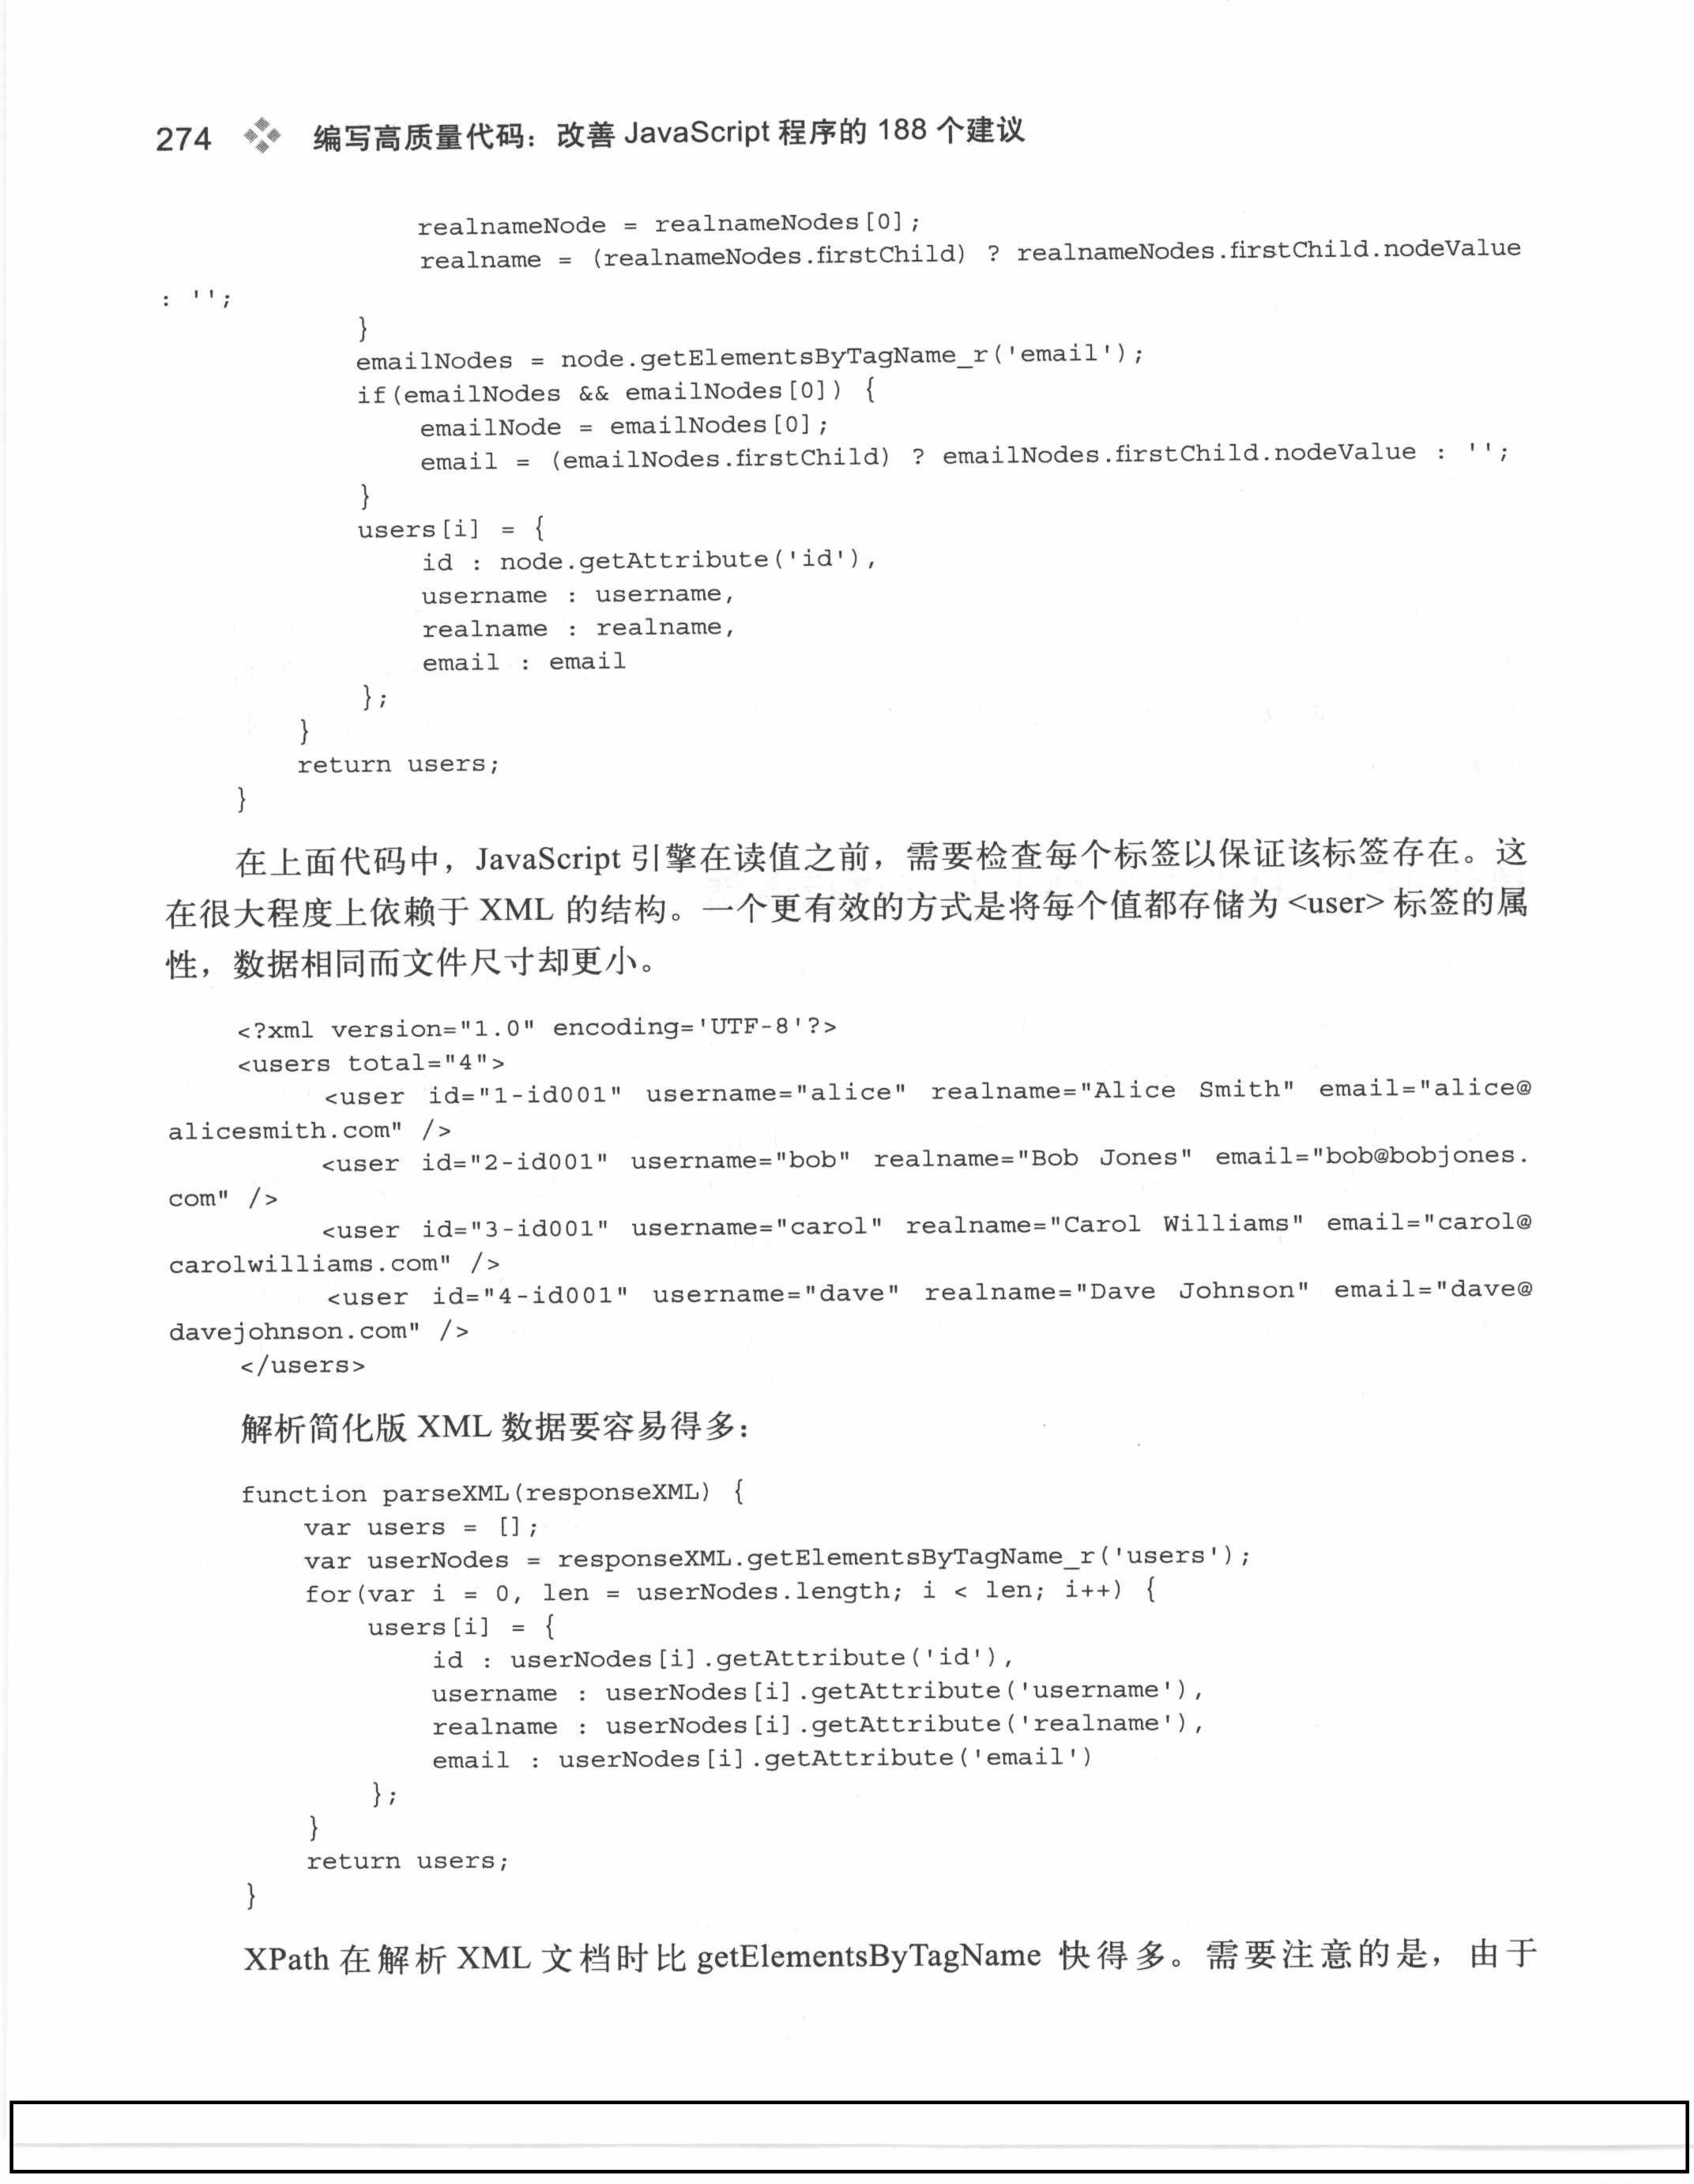 274 编写高质量代码：改善 JavaScript 程序的 188 个建议
realnameNode = realnameNodes[0];
realname = (realnameNodes.firstChild) ? realnameNodes.firstChild.nodeValue
: '';
}
emailNodes = node.getElementsByTagName_r('email');
if(emailNodes && emailNodes[0]) {
emailNode = emailNodes[0];
email = (emailNodes.firstChild) ? emailNodes.firstChild.nodeValue : '';
}
users[i] = {
id : node.getAttribute('id'),
username : username,
realname : realname,
email : email
};
}
return users;
}
在上面代码中，JavaScript 引擎在读值之前，需要检查每个标签以保证该标签存在。这
在很大程度上依赖于 XML 的结构。一个更有效的方式是将每个值都存储为 <user> 标签的属
性，数据相同而文件尺寸却更小。
<?xml version="1.0" encoding='UTF-8'?>
<users total="4">
<user id="1-id001" username="alice" realname="Alice Smith" email="alice@
alicesmith.com" />
<user id="2-id001" username="bob" realname="Bob Jones" email="bob@bobjones.
com" />
<user id="3-id001" username="carol" realname="Carol Williams" email="carol@
carolwilliams.com" />
<user id="4-id001" username="dave" realname="Dave Johnson" email="dave@
davejohnson.com" />
</users>
解析简化版 XML 数据要容易得多：
function parseXML(responseXML) {
var users = [];
var userNodes = responseXML.getElementsByTagName_r('users');
for(var i = 0, len = userNodes.length; i < len; i++) {
users[i] = {
id : userNodes[i].getAttribute('id'),
username : userNodes[i].getAttribute('username'),
realname : userNodes[i].getAttribute('realname'),
email : userNodes[i].getAttribute('email')
};
}
return users;
}
XPath 在解析 XML 文档时比 getElementsByTagName 快得多。需要注意的是，由于